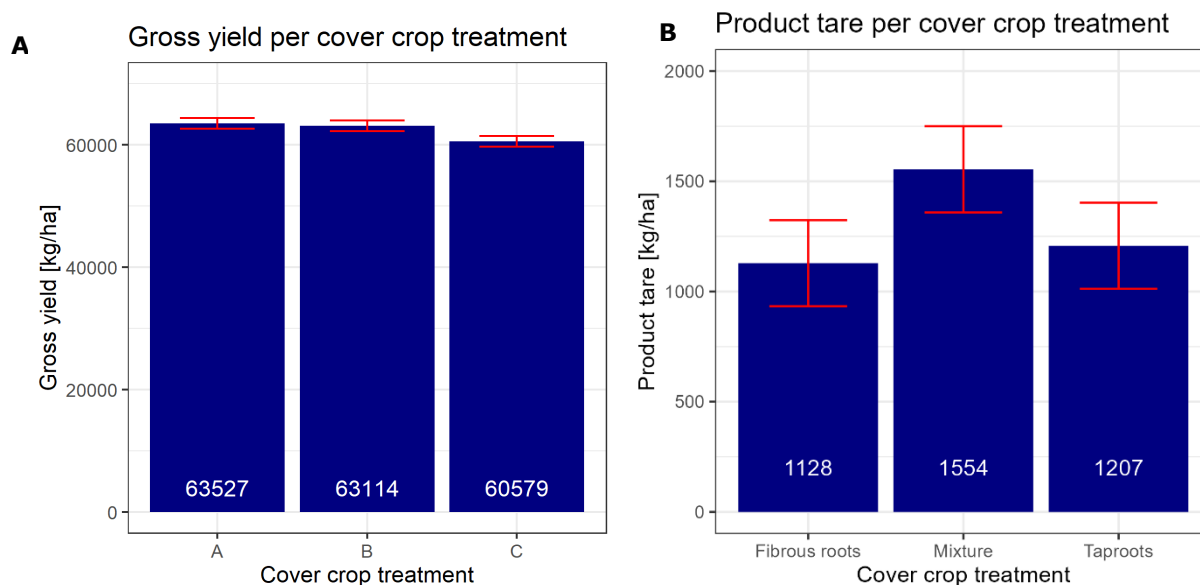 A
Gross yield per cover crop treatment
Gross yield [kg/ha]
60000
40000
20000
0
63527 63114 60579
A B C
Cover crop treatment
B
Product tare per cover crop treatment
Product tare [kg/ha]
2000
1500
1000
500
0
1128 1554 1207
Fibrous roots Mixture Taproots
Cover crop treatment